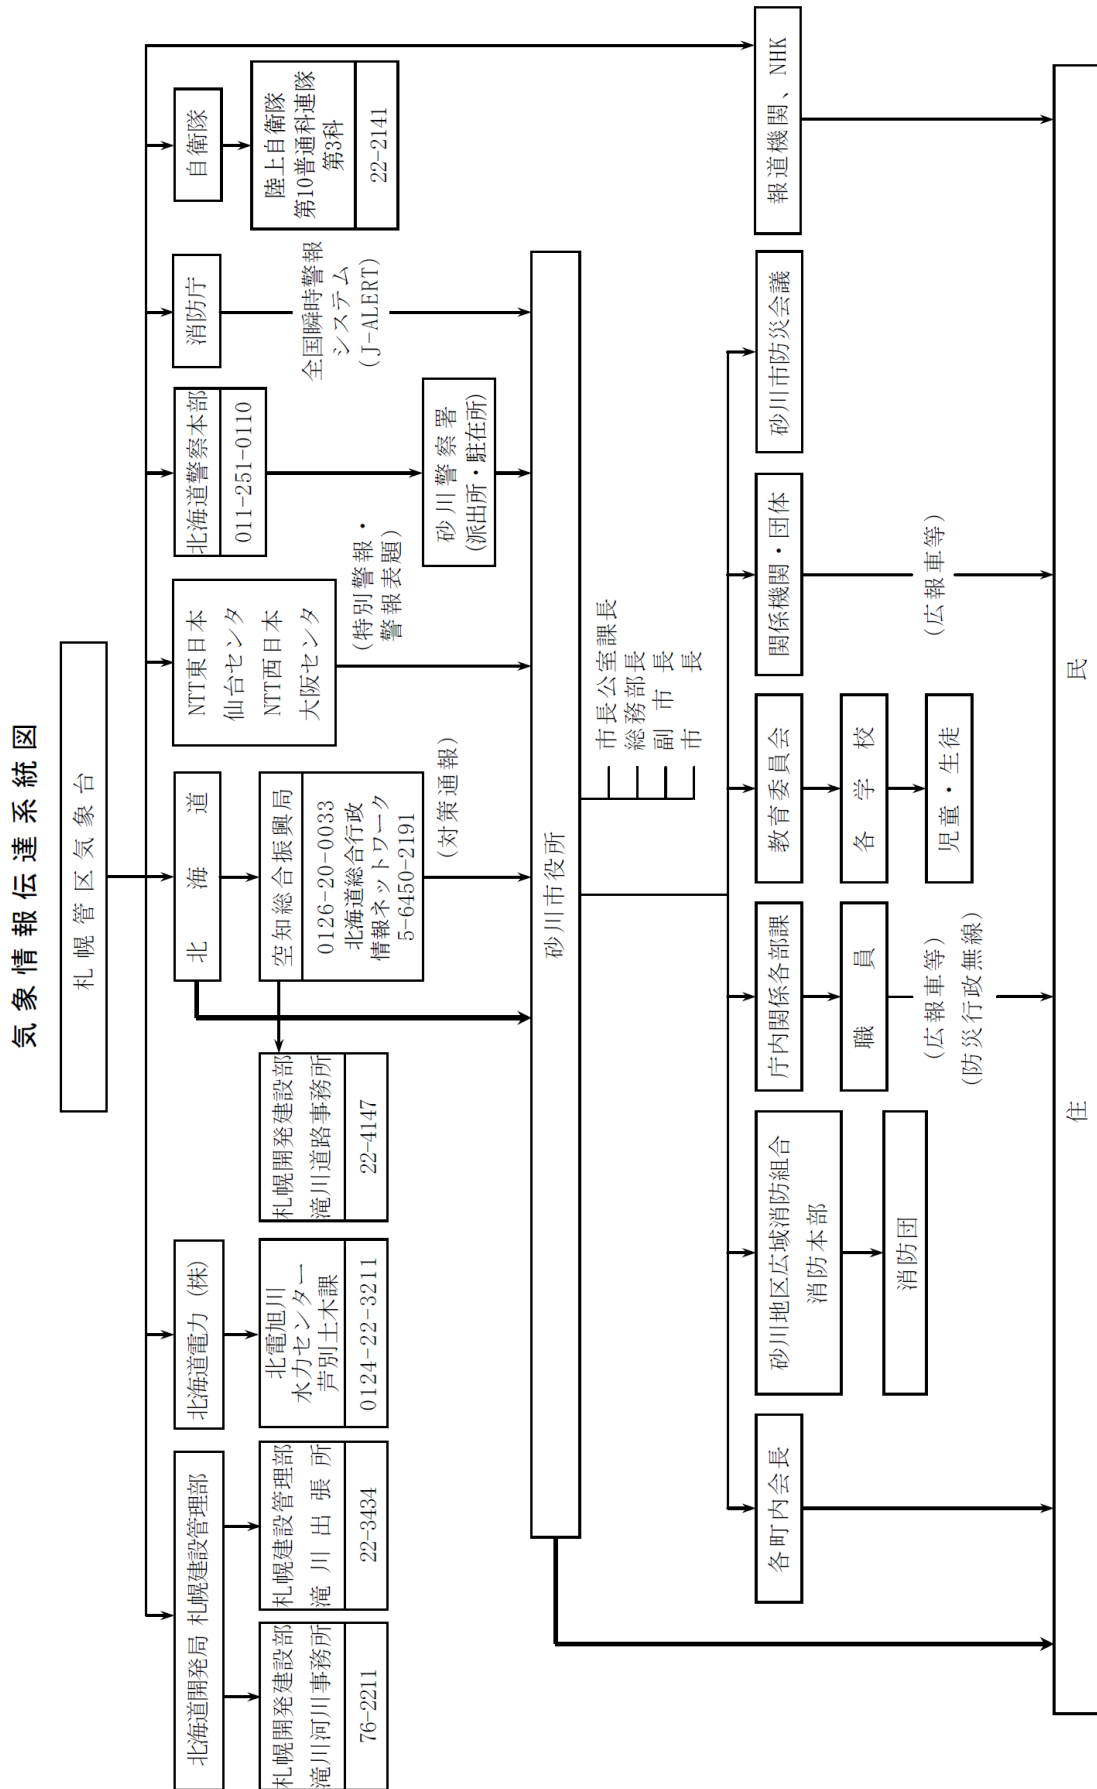 気象情報伝達系統図
札幌管区気象台
北海道開発局 札幌建設管理部
北海道電力 (株)
北海道
NTT東日本
仙台センタ
NTT西日本
大阪センタ
北海道警察本部
011-251-0110
消防庁
自衛隊
札幌開発建設部
滝川河川事務所
76-2211
札幌建設管理部
滝川出張所
22-3434
北電旭川
水力センター
芦別土木課
0124-22-3211
札幌開発建設部
滝川道路事務所
22-4147
空知総合振興局
0126-20-0033
北海道総合行政
情報ネットワーク
5-6450-2191
(対策通報)
(特別警報・
警報表題)
砂川警察署
(派出所・駐在所)
全国瞬時警報
システム
(J-ALERT)
陸上自衛隊
第10普通科連隊
第3科
22-2141
砂川市役所
市長公室課長
総務部長
副市長
市長
各町内会長
砂川地区広域消防組合
消防本部
消防団
庁内関係各部課
職員
(広報車等)
(防災行政無線)
教育委員会
各学校
児童・生徒
関係機関・団体
(広報車等)
砂川市防災会議
報道機関、NHK
住民